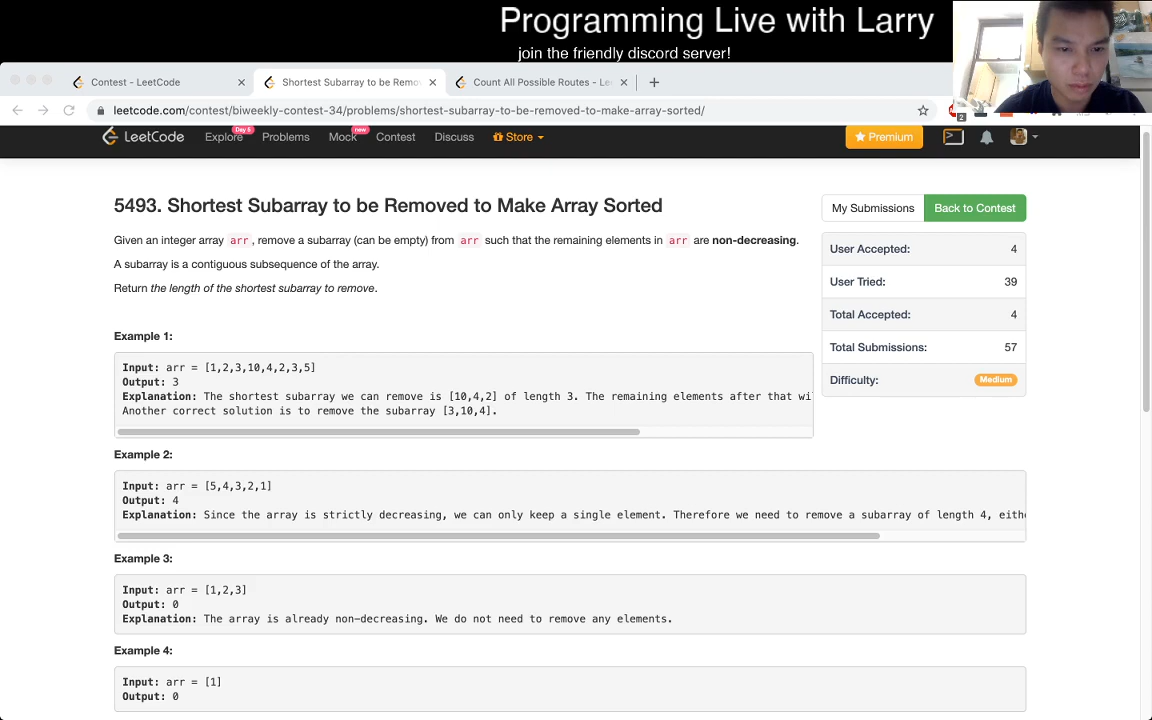 Programming Live with Larry
join the friendly discord server!
Contest - LeetCode
Shortest Subarray to be Remov
Count All Possible Routes - Le
leetcode.com/contest/biweekly-contest-34/problems/shortest-subarray-to-be-removed-to-make-array-sorted/
2
LeetCode
Explore
Day 5
Problems
Mock
new
Contest
Discuss
Store
Premium
5493. Shortest Subarray to be Removed to Make Array Sorted
My Submissions
Back to Contest
Given an integer array arr, remove a subarray (can be empty) from arr such that the remaining elements in arr are non-decreasing.
A subarray is a contiguous subsequence of the array.
Return the length of the shortest subarray to remove.
User Accepted: 4
User Tried: 39
Total Accepted: 4
Total Submissions: 57
Difficulty: Medium
Example 1:
Input: arr = [1,2,3,10,4,2,3,5]
Output: 3
Explanation: The shortest subarray we can remove is [10,4,2] of length 3. The remaining elements after that wi
Another correct solution is to remove the subarray [3,10,4].
Example 2:
Input: arr = [5,4,3,2,1]
Output: 4
Explanation: Since the array is strictly decreasing, we can only keep a single element. Therefore we need to remove a subarray of length 4, eithe
Example 3:
Input: arr = [1,2,3]
Output: 0
Explanation: The array is already non-decreasing. We do not need to remove any elements.
Example 4:
Input: arr = [1]
Output: 0